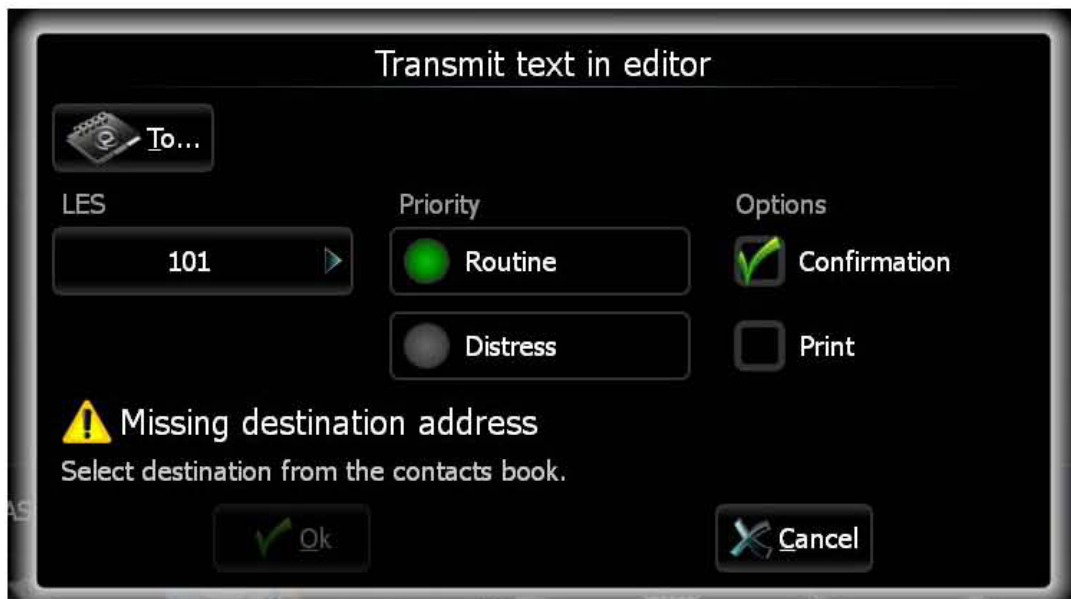 Transmit text in editor
To...
LES
Priority
Options
101
Routine
Confirmation
Distress
Print
Missing destination address
Select destination from the contacts book.
Ok
Cancel